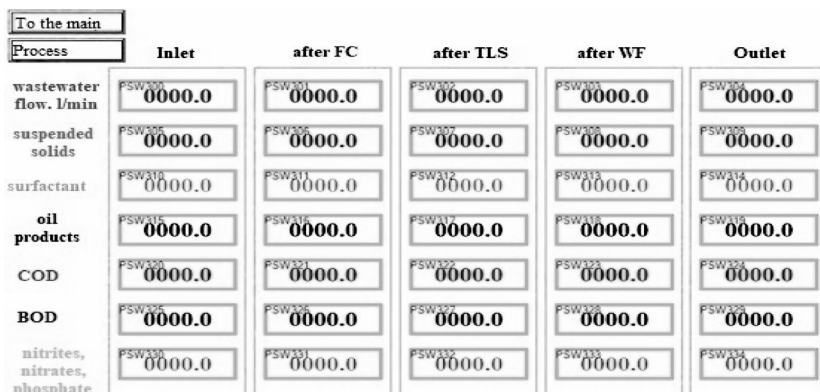 To the main
Process
Inlet after FC after TLS after WF Outlet
wastewater flow. l/min PSW300 0000.0 PSW301 0000.0 PSW302 0000.0 PSW303 0000.0 PSW304 0000.0
suspended solids PSW305 0000.0 PSW306 0000.0 PSW307 0000.0 PSW308 0000.0 PSW309 0000.0
surfactant PSW310 0000.0 PSW311 0000.0 PSW312 0000.0 PSW313 0000.0 PSW314 0000.0
oil products PSW315 0000.0 PSW316 0000.0 PSW317 0000.0 PSW318 0000.0 PSW319 0000.0
COD PSW320 0000.0 PSW321 0000.0 PSW322 0000.0 PSW323 0000.0 PSW324 0000.0
BOD PSW325 0000.0 PSW326 0000.0 PSW327 0000.0 PSW328 0000.0 PSW329 0000.0
nitrites, nitrates, phosphate PSW330 0000.0 PSW331 0000.0 PSW332 0000.0 PSW333 0000.0 PSW334 0000.0